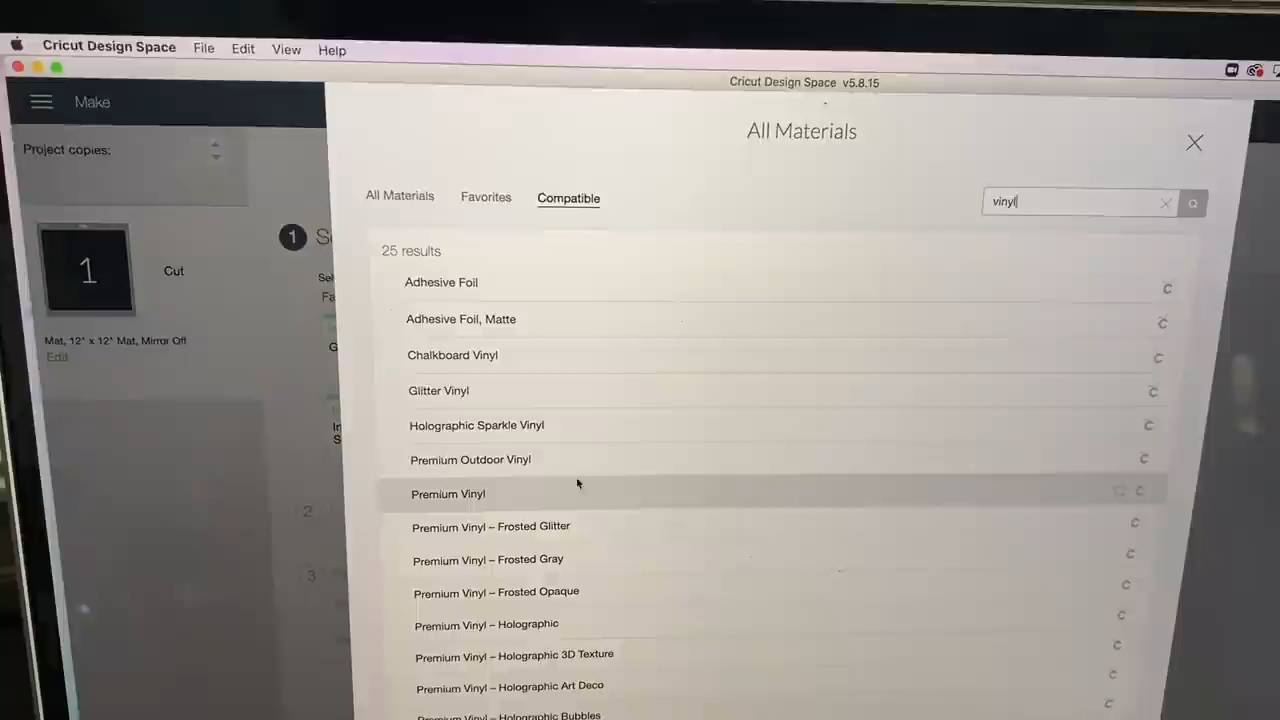 Cricut Design Space File Edit View Help
Cricut Design Space v5.8.15
Make
All Materials
Project copies:
All Materials Favorites Compatible
vinyl
1
Cut
Mat, 12" x 12" Mat, Mirror Off
Edit
1
2
3
25 results
Adhesive Foil
Adhesive Foil, Matte
Chalkboard Vinyl
Glitter Vinyl
Holographic Sparkle Vinyl
Premium Outdoor Vinyl
Premium Vinyl
Premium Vinyl – Frosted Glitter
Premium Vinyl – Frosted Gray
Premium Vinyl – Frosted Opaque
Premium Vinyl – Holographic
Premium Vinyl – Holographic 3D Texture
Premium Vinyl – Holographic Art Deco
Premium Vinyl – Holographic Bubbles